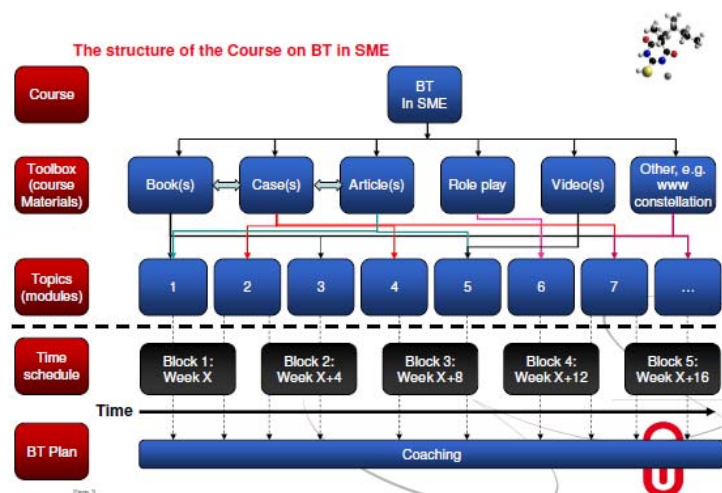 The structure of the Course on BT in SME
Course
BT
In SME
Toolbox
(course
Materials)
Book(s)
Case(s)
Article(s)
Role play
Video(s)
Other, e.g.
www
constellation
Topics
(modules)
1
2
3
4
5
6
7
...
Time
schedule
Block 1:
Week X
Block 2:
Week X+4
Block 3:
Week X+8
Block 4:
Week X+12
Block 5:
Week X+16
Time
BT Plan
Coaching